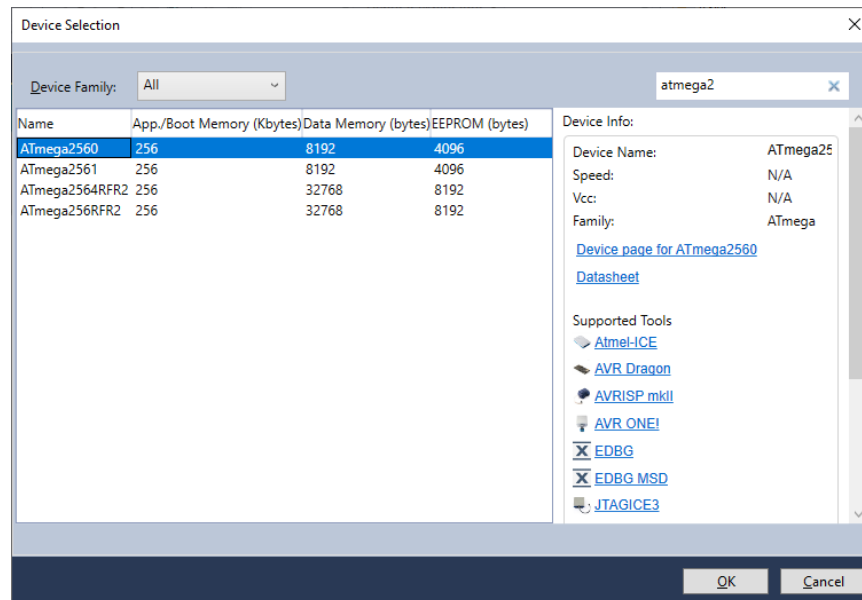 Device Selection
Device Family: All atmega2
Name App./Boot Memory (Kbytes) Data Memory (bytes) EEPROM (bytes)
ATmega2560 256 8192 4096
ATmega2561 256 8192 4096
ATmega2564RFR2 256 32768 8192
ATmega256RFR2 256 32768 8192
Device Info:
Device Name: ATmega25
Speed: N/A
Vcc: N/A
Family: ATmega
Device page for ATmega2560
Datasheet
Supported Tools
Atmel-ICE
AVR Dragon
AVRISP mkII
AVR ONE!
EDBG
EDBG MSD
JTAGICE3
OK Cancel